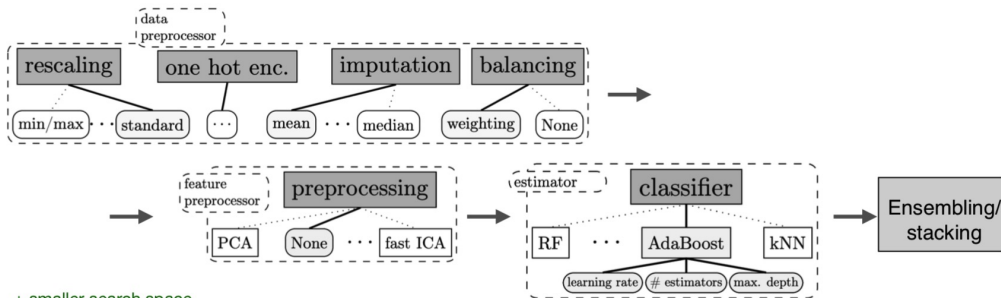 data
preprocessor
rescaling one hot enc. imputation balancing
min/max ··· standard ··· mean ··· median weighting None
feature
preprocessor
preprocessing
PCA None ··· fast ICA
estimator
classifier
RF ··· AdaBoost kNN
learning rate # estimators max. depth
Ensembling/
stacking
+ smaller search space